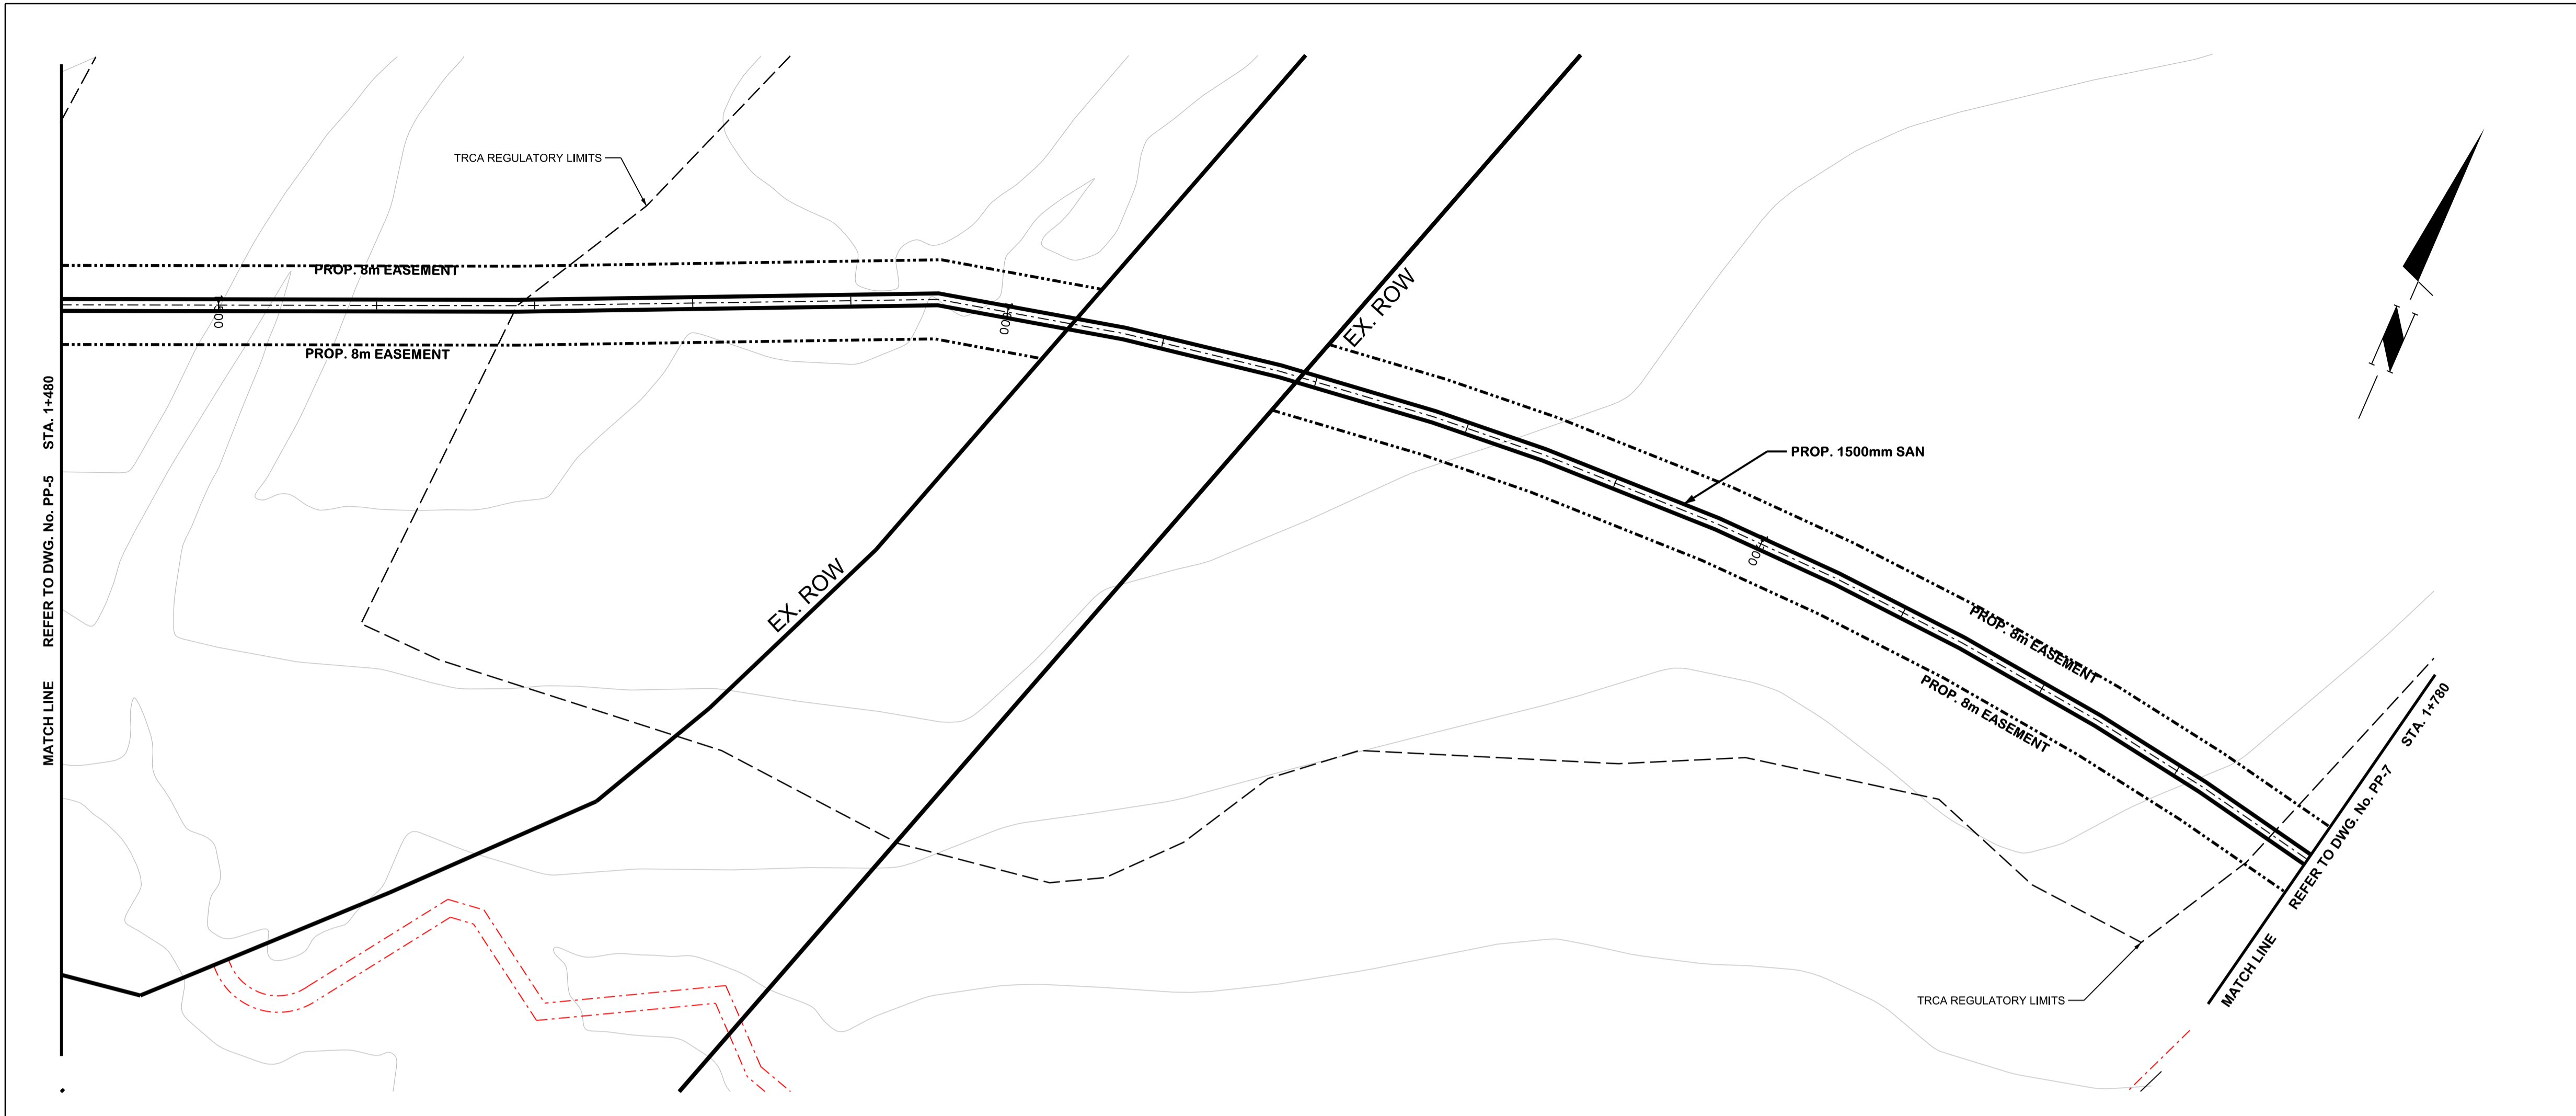 TRCA REGULATORY LIMITS
PROP. 8m EASEMENT
PROP. 8m EASEMENT
EX. ROW
PROP. 1500mm SAN
EX. ROW
PROP. 8m EASEMENT
PROP. 8m EASEMENT
TRCA REGULATORY LIMITS
MATCH LINE REFER TO DWG. No. PP-5 STA. 1+480
MATCH LINE REFER TO DWG. No. PP-7 STA. 1+780